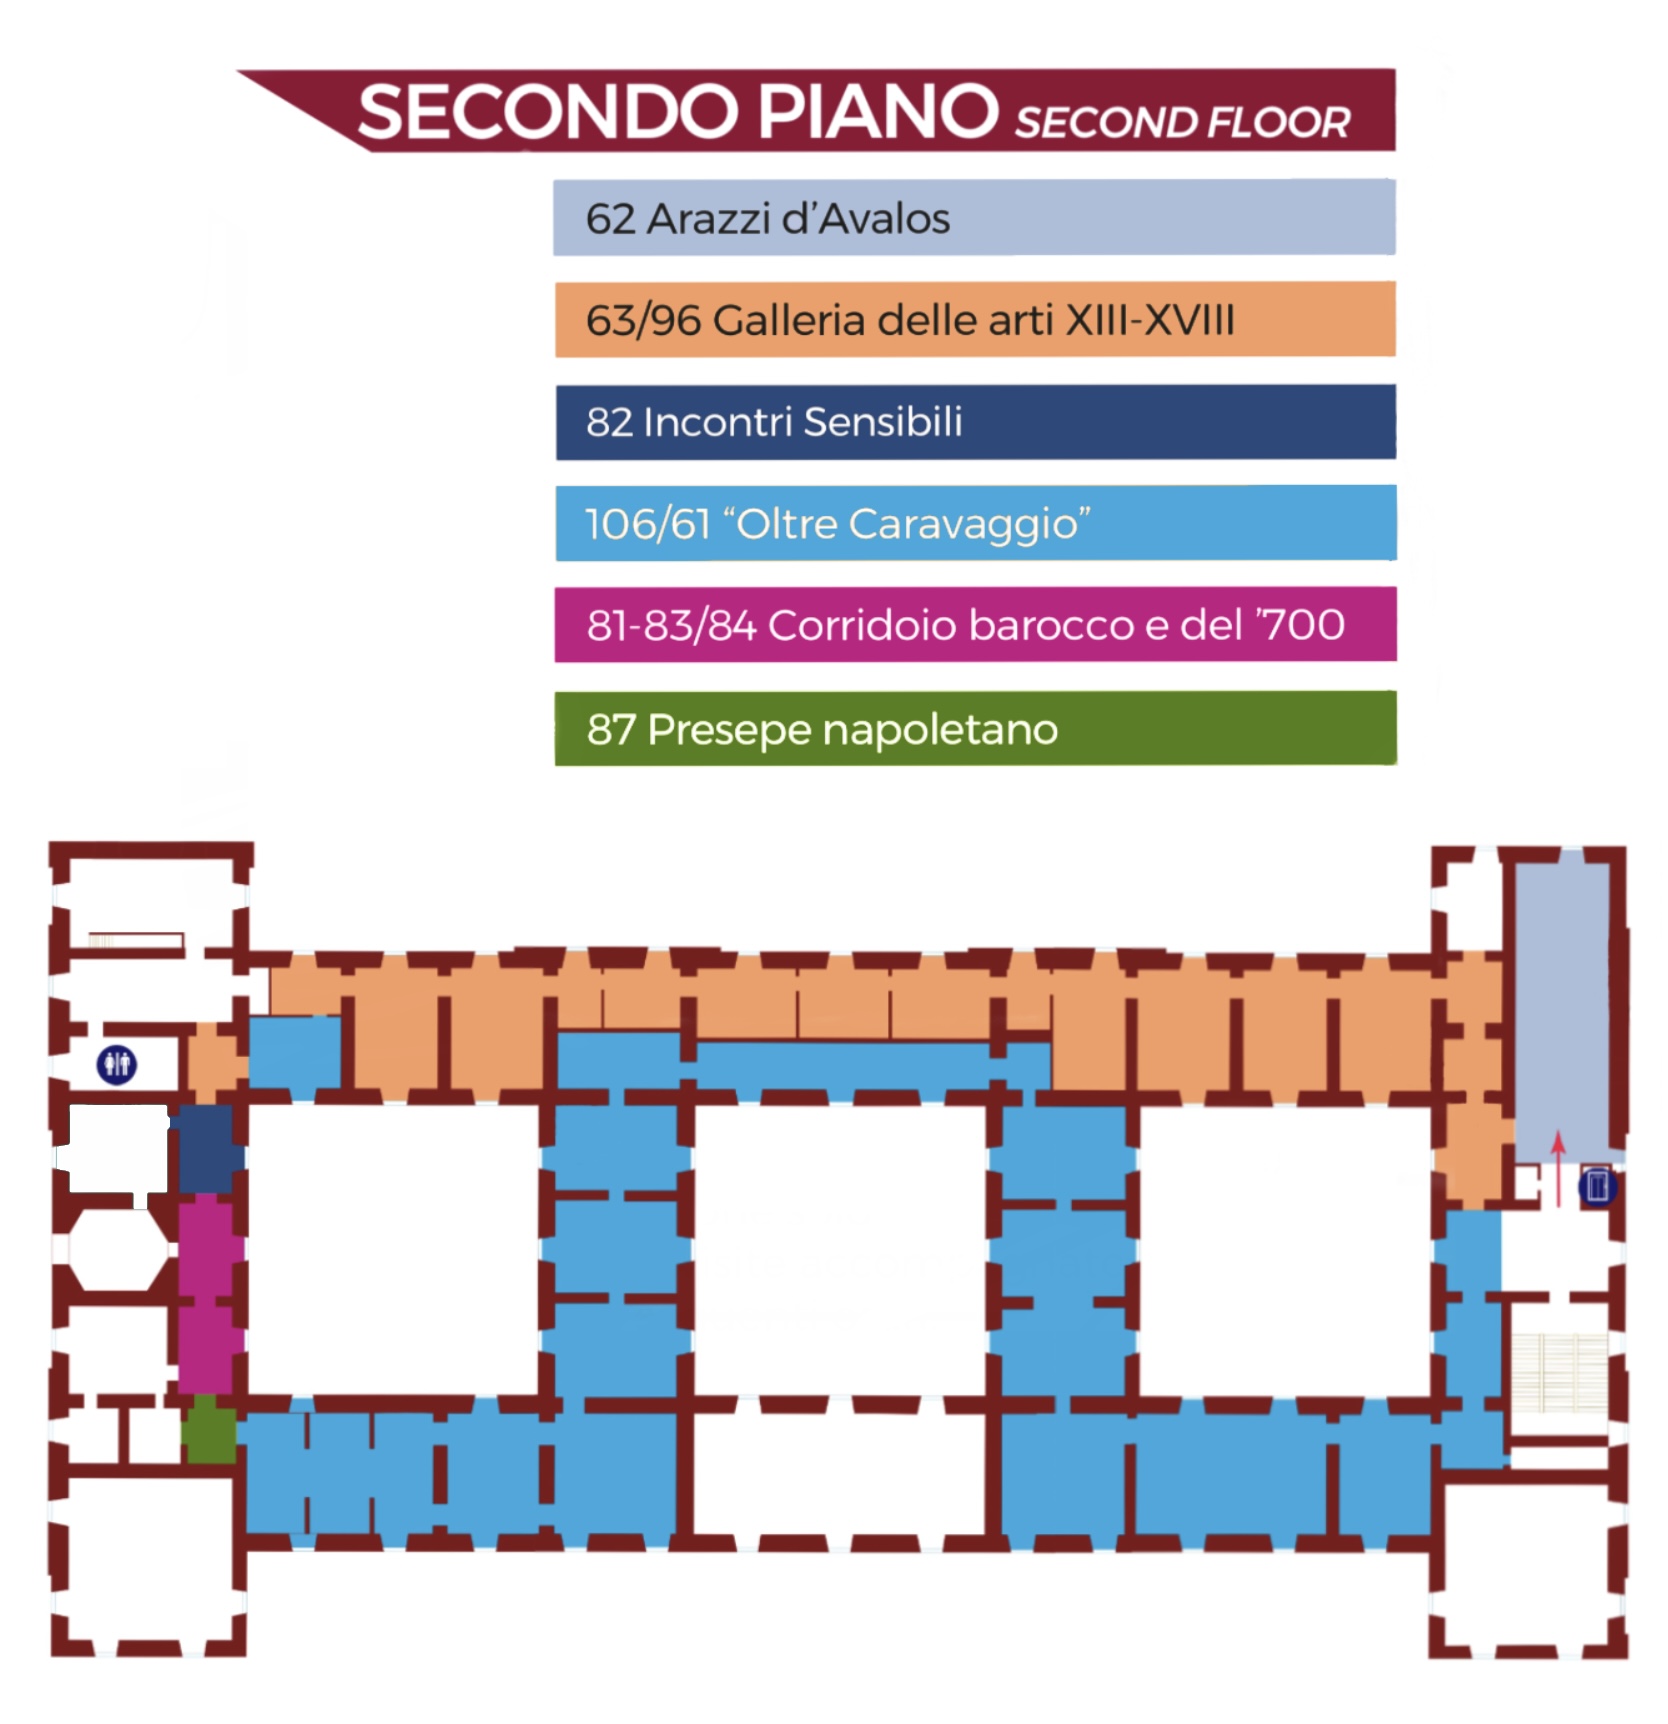 SECONDO PIANO SECOND FLOOR
62 Arazzi d’Avalos
63/96 Galleria delle arti XIII-XVIII
82 Incontri Sensibili
106/61 “Oltre Caravaggio”
81-83/84 Corridoio barocco e del ’700
87 Presepe napoletano